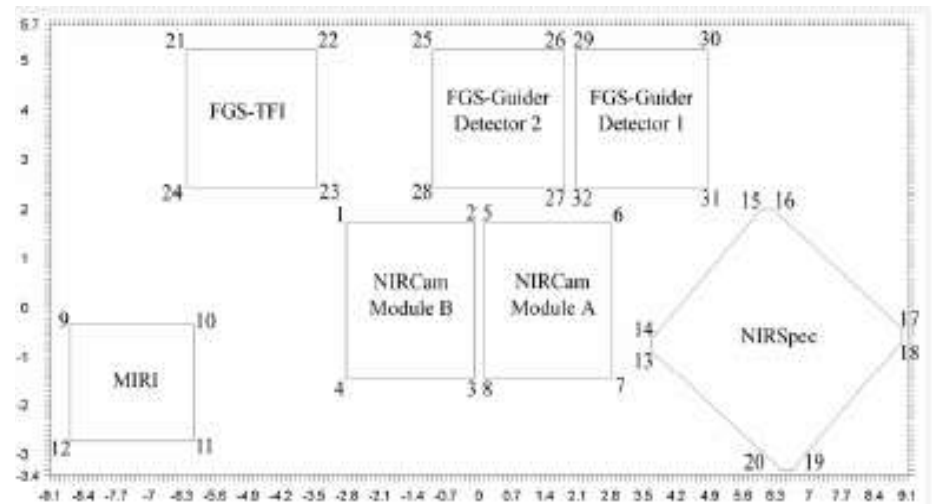 5.7
21 22 25 26 29 30
5
FGS-TFI
FGS-Guider
Detector 2
FGS-Guider
Detector 1
4
3
24 23 28 27 32 31
2
1 2 5 6 15 16
1
NIRCam
Module B
NIRCam
Module A
0
9 10 14 17
NIRSpec
13 18
-1
MIRI
4 3 8 7
-2
12 11 20 19
-3
-3.4
-9.1 -8.4 -7.7 -7 -6.3 -5.6 -4.9 -4.2 -3.5 -2.8 -2.1 -1.4 -0.7 0 0.7 1.4 2.1 2.8 3.5 4.2 4.9 5.6 6.3 7 7.7 8.4 9.1